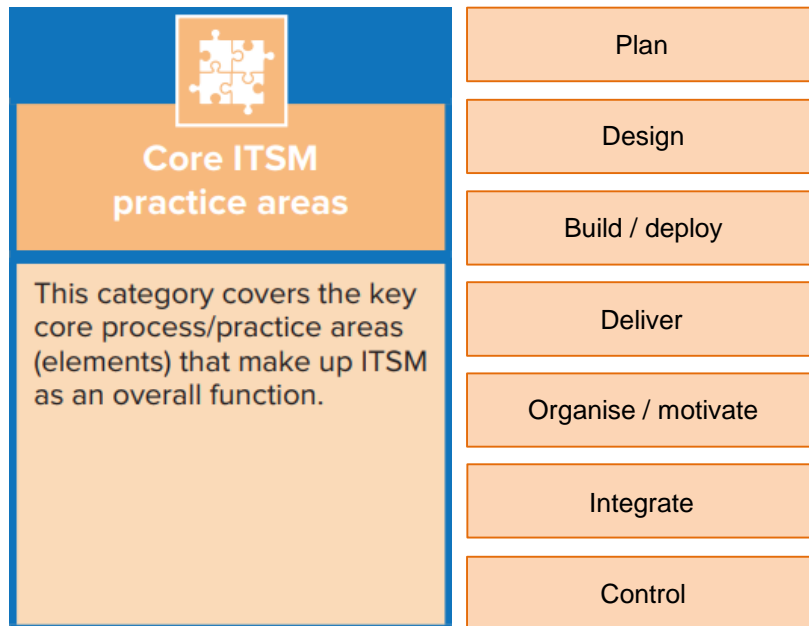 Core ITSM
practice areas
This category covers the key
core process/practice areas
(elements) that make up ITSM
as an overall function.
Plan
Design
Build / deploy
Deliver
Organise / motivate
Integrate
Control